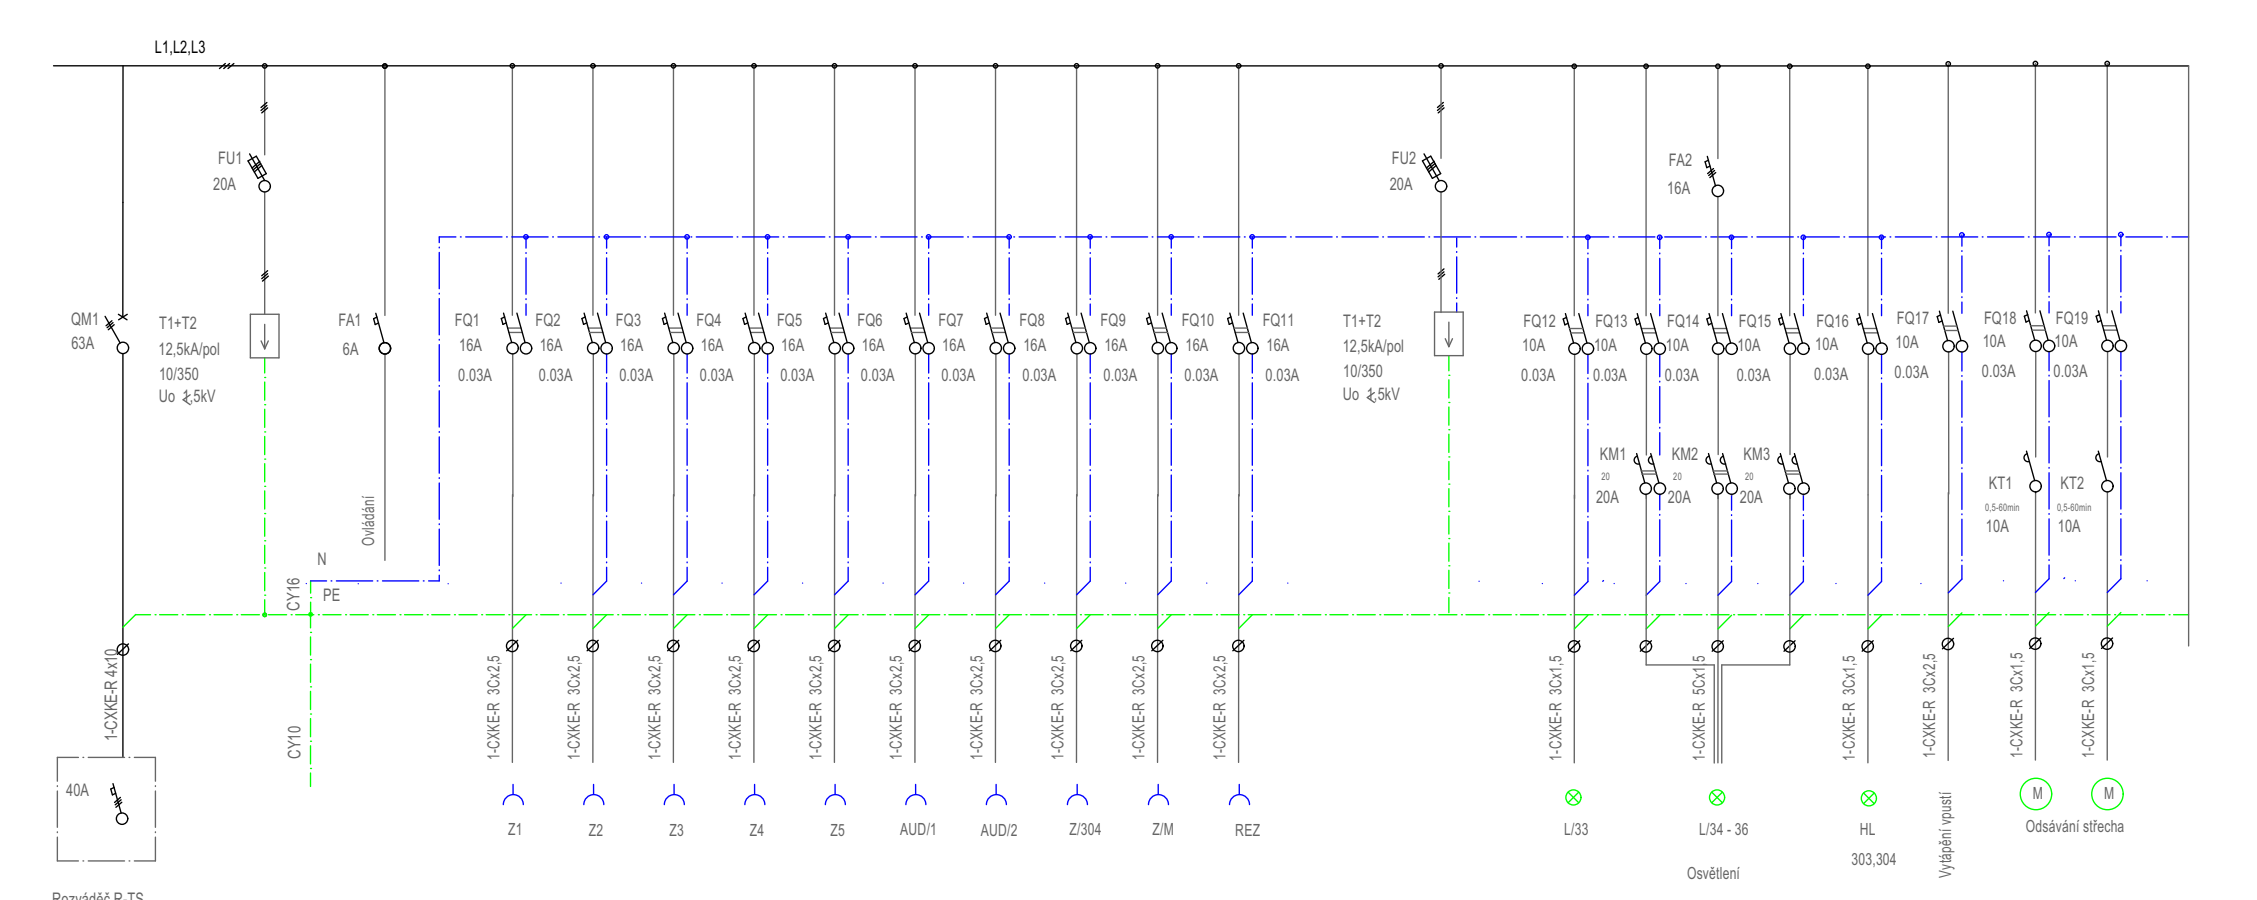 L1,L2,L3
FU1
20A
FU2
20A
FA2
16A
QM1
63A
T1+T2
12,5kA/pol
10/350
Uo ≮1,5kV
FA1
6A
FQ1
16A
0.03A
FQ2
16A
0.03A
FQ3
16A
0.03A
FQ4
16A
0.03A
FQ5
16A
0.03A
FQ6
16A
0.03A
FQ7
16A
0.03A
FQ8
16A
0.03A
FQ9
16A
0.03A
FQ10
16A
0.03A
FQ11
16A
0.03A
T1+T2
12,5kA/pol
10/350
Uo ≮1,5kV
FQ12
10A
0.03A
FQ13
10A
0.03A
FQ14
10A
0.03A
FQ15
10A
0.03A
FQ16
10A
0.03A
FQ17
0.03A
FQ18
10A
0.03A
FQ19
10A
0.03A
KM1
20
20A
KM2
20
20A
KM3
20
20A
KT1
0,5-60min
10A
KT2
0,5-60min
10A
Ovládání
N
PE
CY16
CY10
1-CXKE-R 4x10
1-CXKE-R 3Cx2,5
1-CXKE-R 3Cx2,5
1-CXKE-R 3Cx2,5
1-CXKE-R 3Cx2,5
1-CXKE-R 3Cx2,5
1-CXKE-R 3Cx2,5
1-CXKE-R 3Cx2,5
1-CXKE-R 3Cx2,5
1-CXKE-R 3Cx2,5
1-CXKE-R 3Cx2,5
1-CXKE-R 3Cx1,5
1-CXKE-R 5Cx1,5
1-CXKE-R 3Cx1,5
1-CXKE-R 3Cx2,5
1-CXKE-R 3Cx1,5
1-CXKE-R 3Cx1,5
40A
M
M
Z1
Z2
Z3
Z4
Z5
AUD/1
AUD/2
Z/304
Z/M
REZ
L/33
L/34 - 36
HL
303,304
Osvětlení
Vytápění vpustí
Odsávání střecha
Rozváděč R-TS